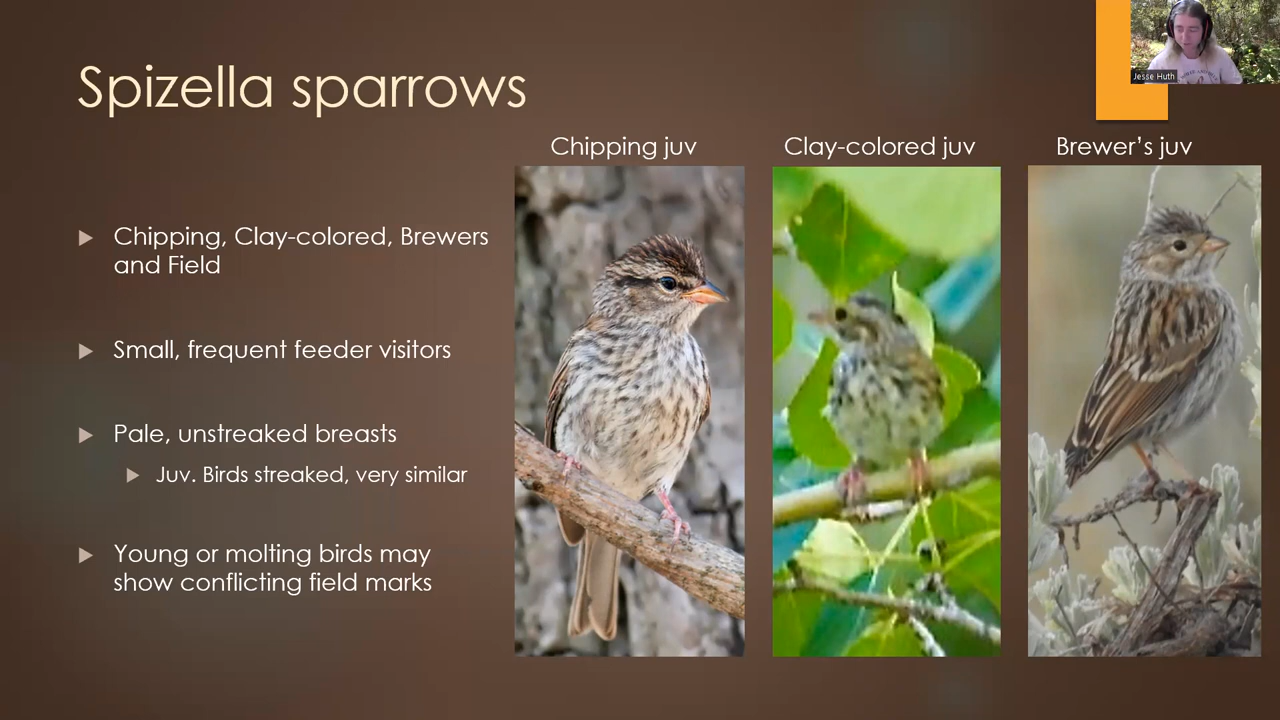 Spizella sparrows
Jesse Huth
Chipping juv
Clay-colored juv
Brewer's juv
Chipping, Clay-colored, Brewers
and Field
Small, frequent feeder visitors
Pale, unstreaked breasts
Juv. Birds streaked, very similar
Young or molting birds may
show conflicting field marks